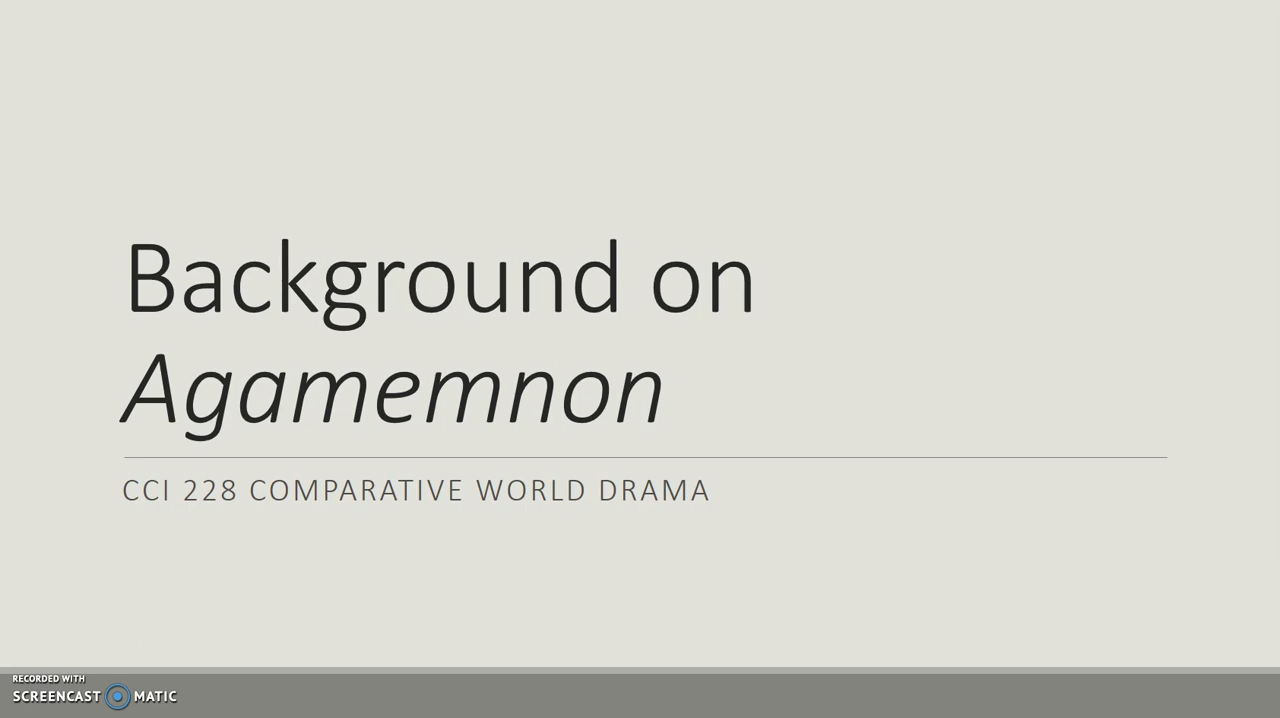 Background on
Agamemnon
CCI 228 COMPARATIVE WORLD DRAMA
RECORDED WITH
SCREENCAST MATIC